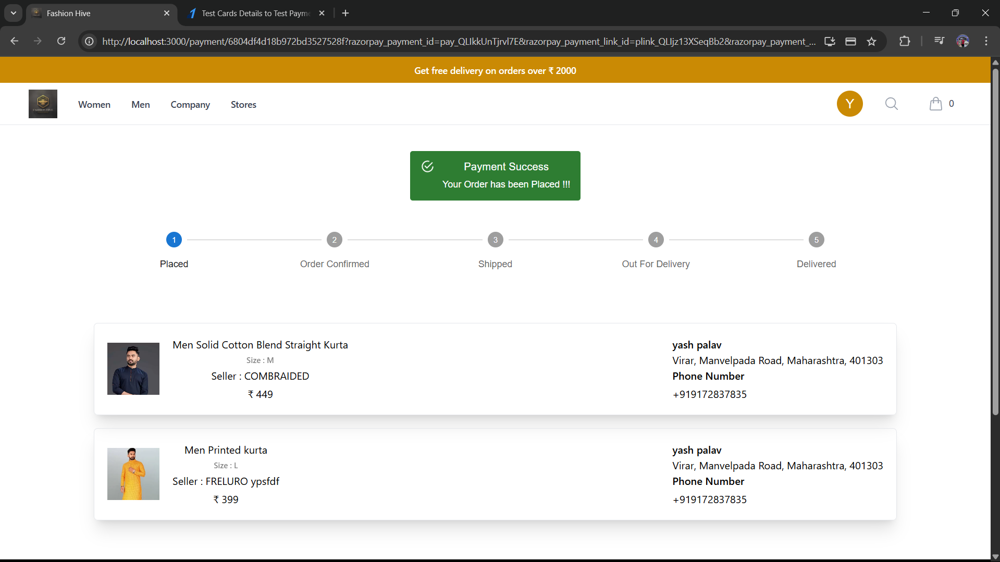 Fashion Hive
Test Cards Details to Test Payme
http://localhost:3000/payment/6804df4d18b972bd3527528f?razorpay_payment_id=pay_QLIkkUnTjrvl7E&razorpay_payment_link_id=plink_QLIjz13XSeqBb2&razorpay_payment_...
Get free delivery on orders over ₹ 2000
FASHION HIVE
Women Men Company Stores
Y
0
Payment Success
Your Order has been Placed !!!
1 2 3 4 5
Placed Order Confirmed Shipped Out For Delivery Delivered
Men Solid Cotton Blend Straight Kurta
Size : M
Seller : COMBRAIDED
₹ 449
yash palav
Virar, Manvelpada Road, Maharashtra, 401303
Phone Number
+919172837835
Men Printed kurta
Size : L
Seller : FRELURO ypsfdf
₹ 399
yash palav
Virar, Manvelpada Road, Maharashtra, 401303
Phone Number
+919172837835